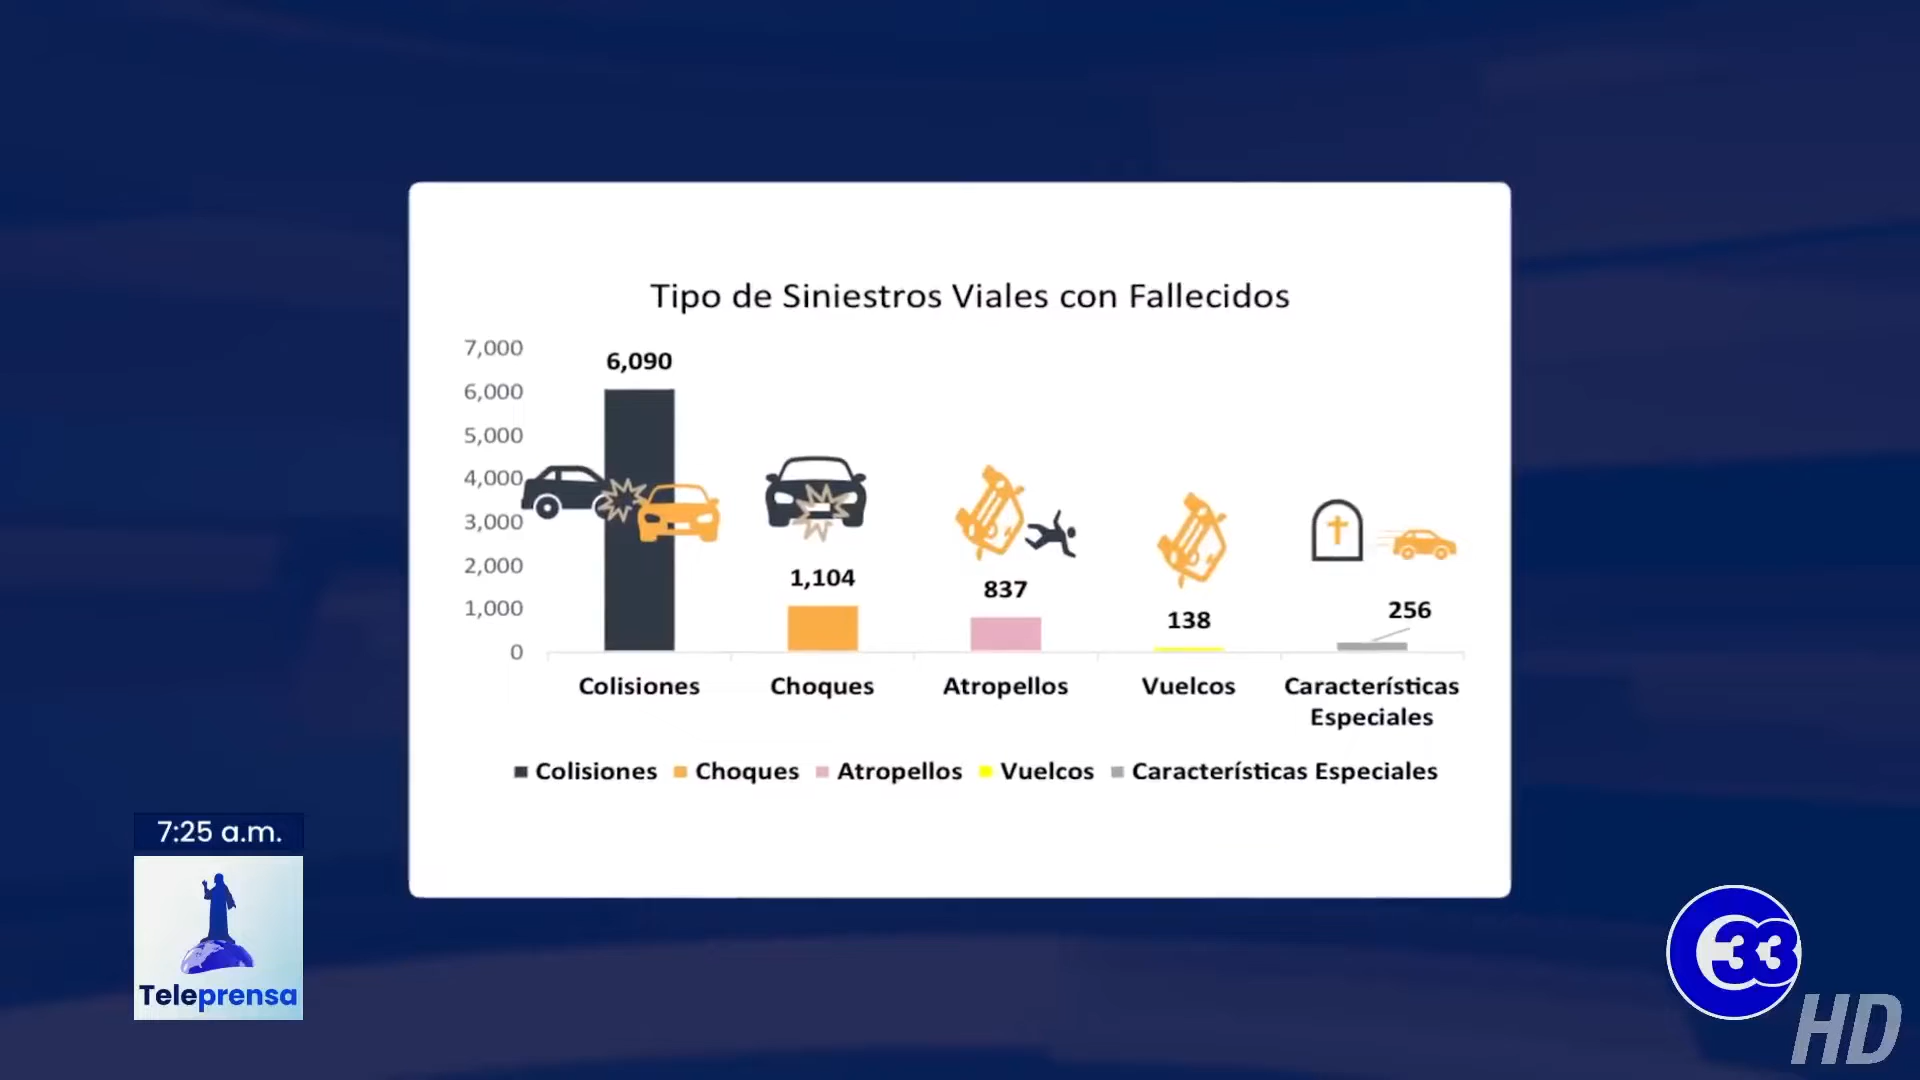 Tipo de Siniestros Viales con Fallecidos
7,000
6,000
5,000
4,000
3,000
2,000
1,000
0
6,090
1,104
837
138
256
Colisiones
Choques
Atropellos
Vuelcos
Características
Especiales
Colisiones Choques Atropellos Vuelcos Características Especiales
7:25 a.m.
Teleprensa
33
HD